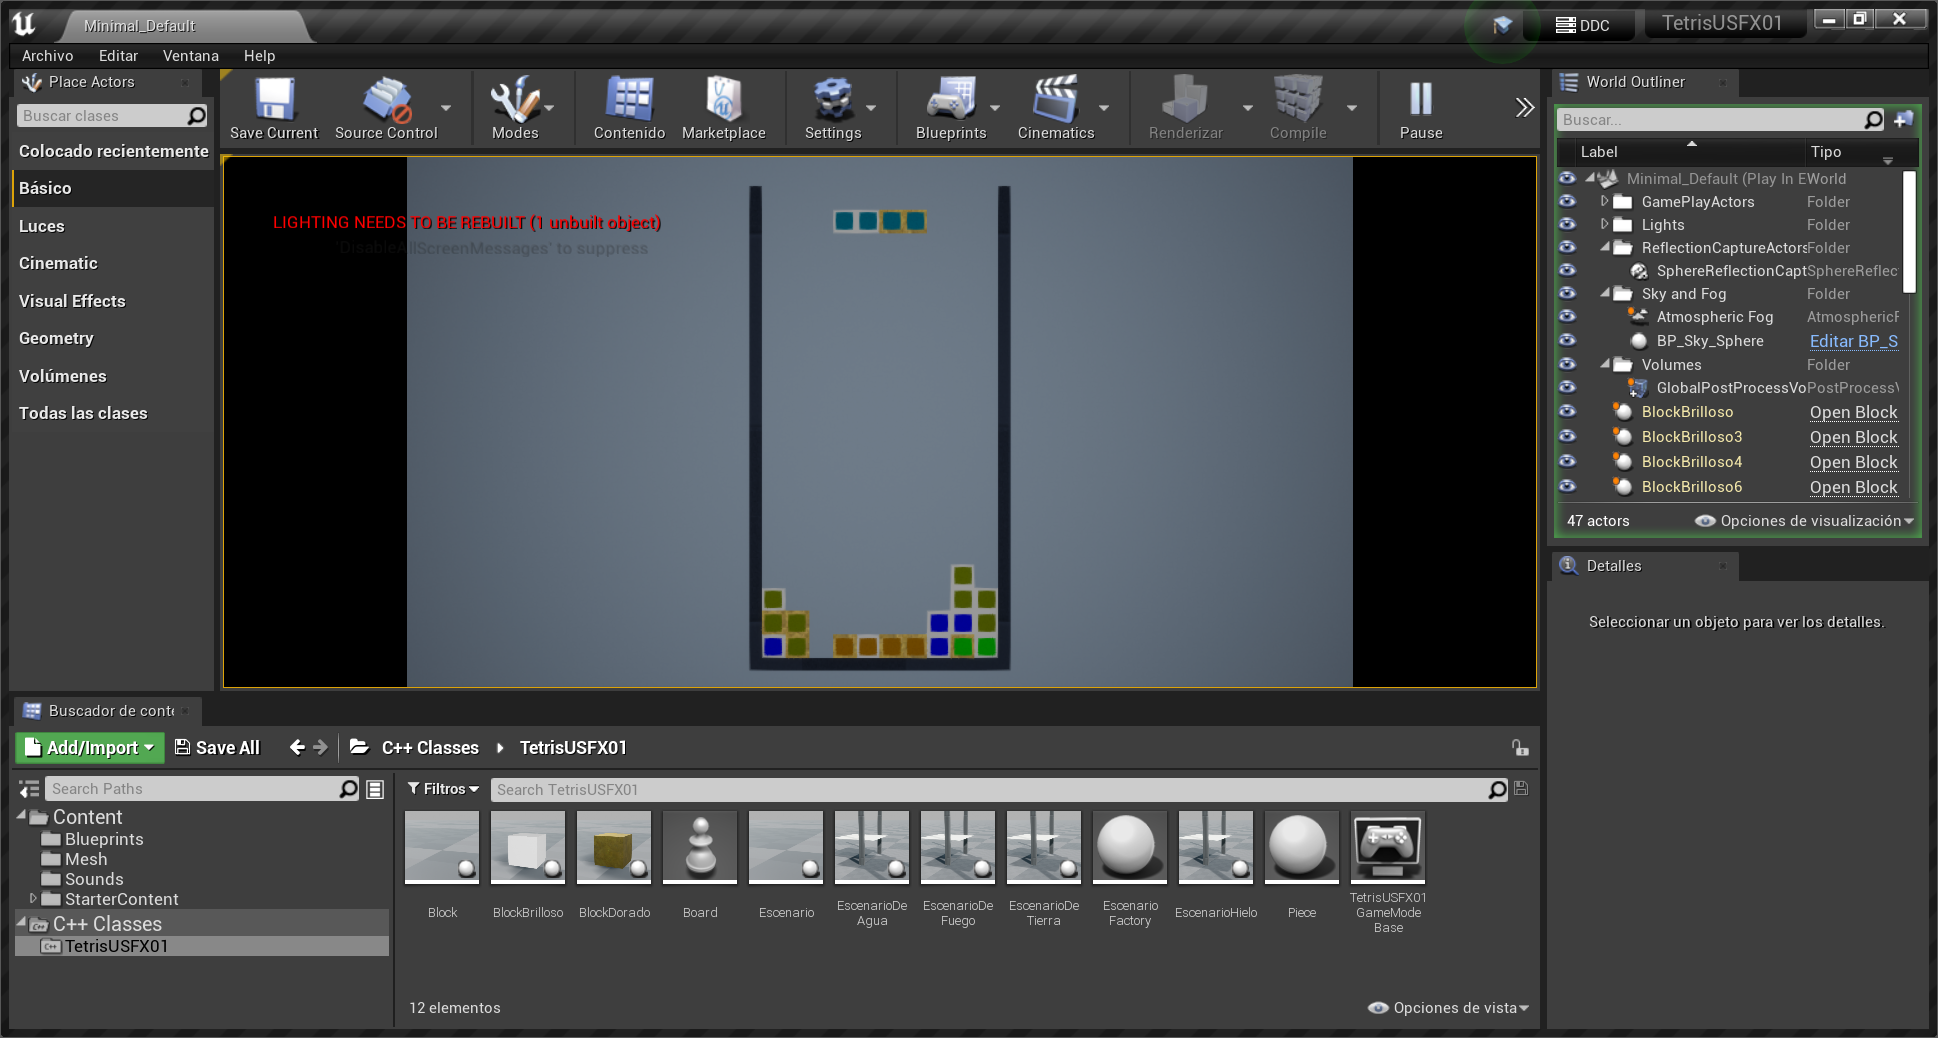 Minimal_Default
DDC
TetrisUSFX01
Archivo
Editar
Ventana
Help
Place Actors
Buscar clases
Colocado recientemente
Básico
Luces
Cinematic
Visual Effects
Geometry
Volúmenes
Todas las clases
Save Current
Source Control
Modes
Contenido
Marketplace
Settings
Blueprints
Cinematics
Renderizar
Compile
Pause
LIGHTING NEEDS TO BE REBUILT (1 unbuilt object)
'DisableAllScreenMessages' to suppress
World Outliner
Buscar...
Label
Tipo
Minimal_Default (Play In E
World
GamePlayActors
Folder
Lights
Folder
ReflectionCaptureActors
Folder
SphereReflectionCapt
SphereReflec
Sky and Fog
Folder
Atmospheric Fog
AtmosphericF
BP_Sky_Sphere
Editar BP_S
Volumes
Folder
GlobalPostProcessVo
PostProcessV
BlockBrilloso
Open Block
BlockBrilloso3
Open Block
BlockBrilloso4
Open Block
BlockBrilloso6
Open Block
47 actors
Opciones de visualización
Detalles
Seleccionar un objeto para ver los detalles.
Buscador de conte
Add/Import
Save All
C++ Classes
TetrisUSFX01
Search Paths
Content
Blueprints
Mesh
Sounds
StarterContent
C++ Classes
TetrisUSFX01
Filtros
Search TetrisUSFX01
Block
BlockBrilloso
BlockDorado
Board
Escenario
EscenarioDe
Agua
EscenarioDe
Fuego
EscenarioDe
Tierra
Escenario
Factory
EscenarioHielo
Piece
TetrisUSFX01
GameMode
Base
12 elementos
Opciones de vista